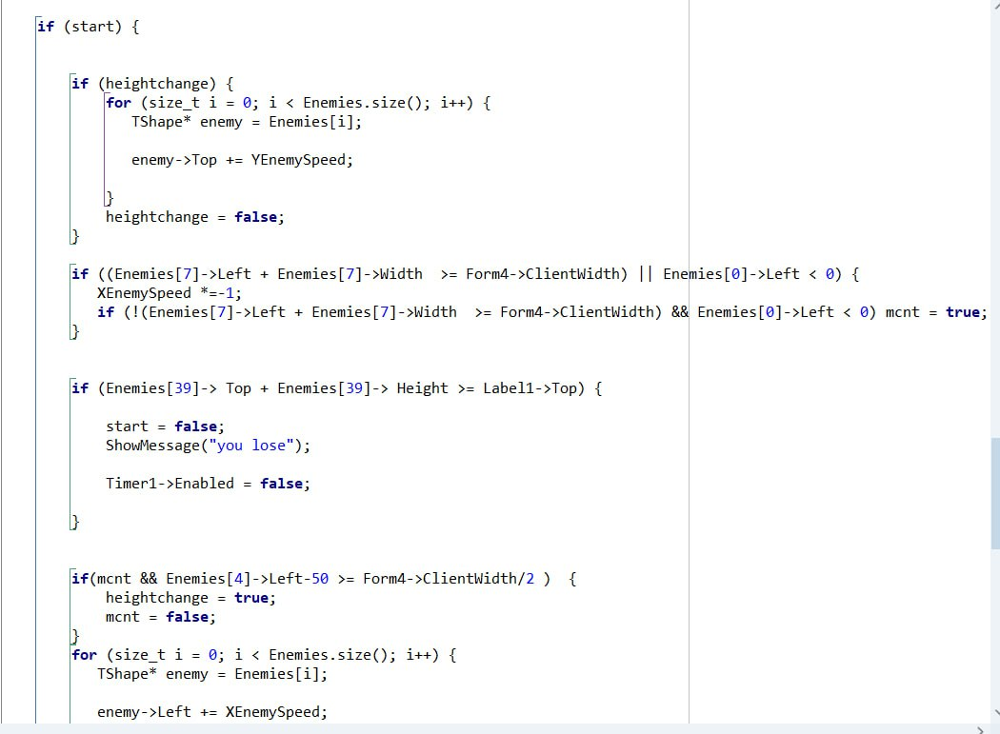 if (start) {
if (heightchange) {
for (size_t i = 0; i < Enemies.size(); i++) {
TShape* enemy = Enemies[i];
enemy->Top += YEnemySpeed;
}
heightchange = false;
}
if ((Enemies[7]->Left + Enemies[7]->Width  >= Form4->ClientWidth) || Enemies[0]->Left < 0) {
XEnemySpeed *=-1;
if (!(Enemies[7]->Left + Enemies[7]->Width  >= Form4->ClientWidth) && Enemies[0]->Left < 0) mcnt = true;
}
if (Enemies[39]-> Top + Enemies[39]-> Height >= Label1->Top) {
start = false;
ShowMessage("you lose");
Timer1->Enabled = false;
}
if(mcnt && Enemies[4]->Left-50 >= Form4->ClientWidth/2 )  {
heightchange = true;
mcnt = false;
}
for (size_t i = 0; i < Enemies.size(); i++) {
TShape* enemy = Enemies[i];
enemy->Left += XEnemySpeed;